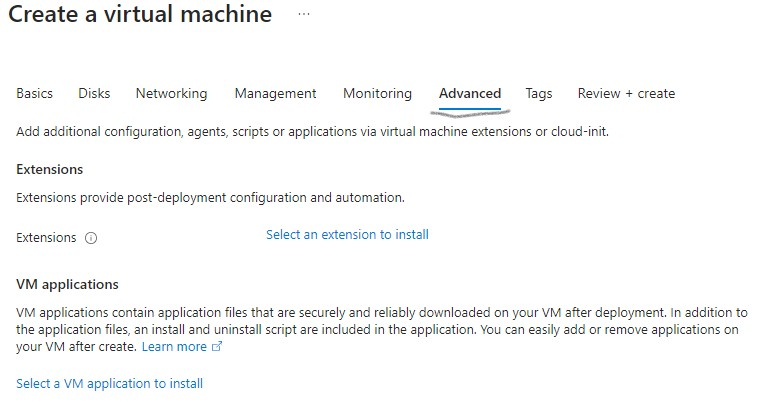 Create a virtual machine ...
Basics Disks Networking Management Monitoring Advanced Tags Review + create
Add additional configuration, agents, scripts or applications via virtual machine extensions or cloud-init.
Extensions
Extensions provide post-deployment configuration and automation.
Extensions Select an extension to install
VM applications
VM applications contain application files that are securely and reliably downloaded on your VM after deployment. In addition to
the application files, an install and uninstall script are included in the application. You can easily add or remove applications on
your VM after create. Learn more
Select a VM application to install